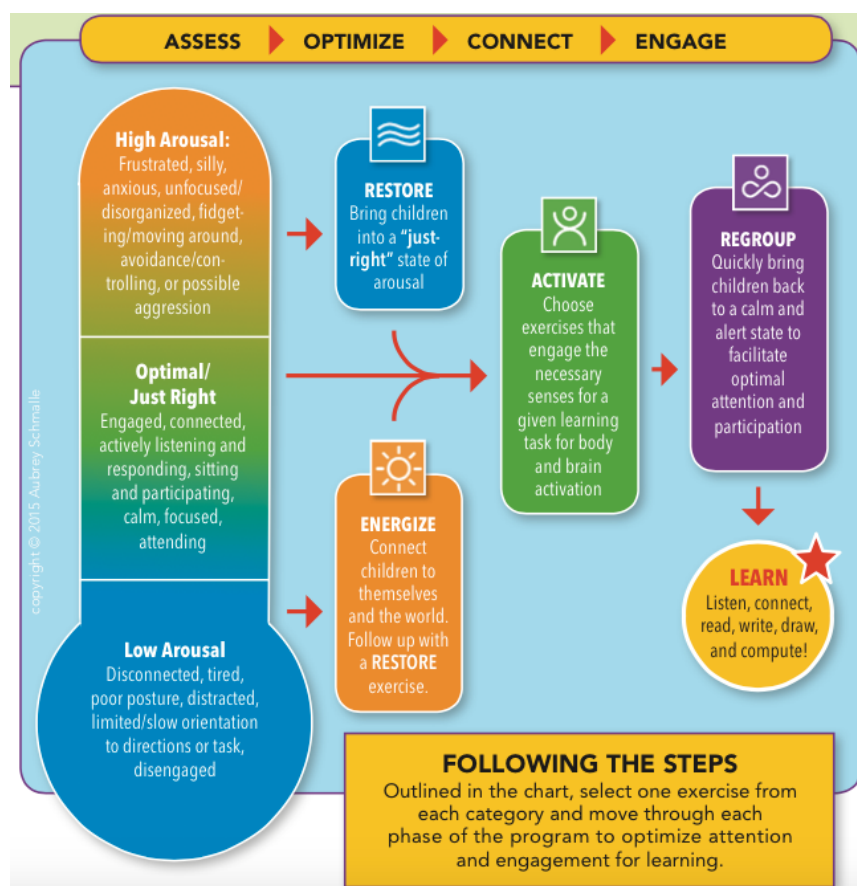 ASSESS OPTIMIZE CONNECT ENGAGE
High Arousal:
Frustrated, silly,
anxious, unfocused/
disorganized, fidget-
ing/moving around,
avoidance/con-
trolling, or possible
aggression
Optimal/
Just Right
Engaged, connected,
actively listening and
responding, sitting
and participating,
calm, focused,
attending
Low Arousal
Disconnected, tired,
poor posture, distracted,
limited/slow orientation
to directions or task,
disengaged
RESTORE
Bring children
into a “just-
right” state of
arousal
ENERGIZE
Connect
children to
themselves
and the world.
Follow up with
a RESTORE
exercise.
ACTIVATE
Choose
exercises that
engage the
necessary
senses for a
given learning
task for body
and brain
activation
REGROUP
Quickly bring
children back
to a calm and
alert state to
facilitate
optimal
attention and
participation
LEARN
Listen, connect,
read, write, draw,
and compute!
FOLLOWING THE STEPS
Outlined in the chart, select one exercise from
each category and move through each
phase of the program to optimize attention
and engagement for learning.
copyright © 2015 Aubrey Schmalle